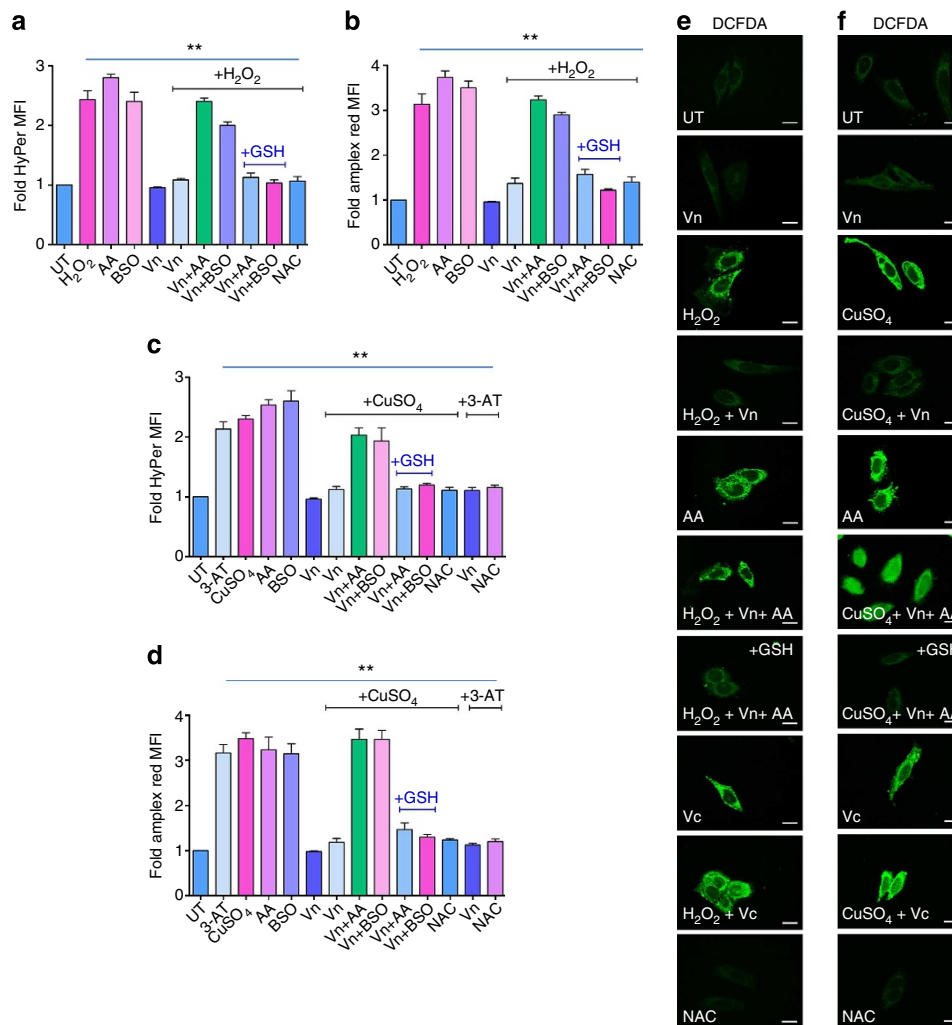 a
**
+H2O2
+GSH
Fold HyPer MFI
3
2
1
0
UT
H2O2
AA
BSO
Vn
Vn
Vn+AA
Vn+BSO
Vn+AA
Vn+BSO
NAC
b
**
+H2O2
+GSH
Fold amplex red MFI
4
3
2
1
0
UT
H2O2
AA
BSO
Vn
Vn
Vn+AA
Vn+BSO
Vn+AA
Vn+BSO
NAC
c
**
+CuSO4
+3-AT
+GSH
Fold HyPer MFI
3
2
1
0
UT
3-AT
CuSO4
AA
BSO
Vn
Vn
Vn+AA
Vn+BSO
Vn+AA
Vn+BSO
NAC
Vn
NAC
d
**
+CuSO4
+3-AT
+GSH
Fold amplex red MFI
4
3
2
1
0
UT
3-AT
CuSO4
AA
BSO
Vn
Vn
Vn+AA
Vn+BSO
Vn+AA
Vn+BSO
NAC
Vn
NAC
e
DCFDA
UT
Vn
H2O2
H2O2 + Vn
AA
H2O2 + Vn+ AA
+GSH
H2O2 + Vn+ AA
Vc
H2O2 + Vc
NAC
f
DCFDA
UT
Vn
CuSO4
CuSO4 + Vn
AA
CuSO4 + Vn+ AA
+GSH
CuSO4 + Vn+ AA
Vc
CuSO4 + Vc
NAC